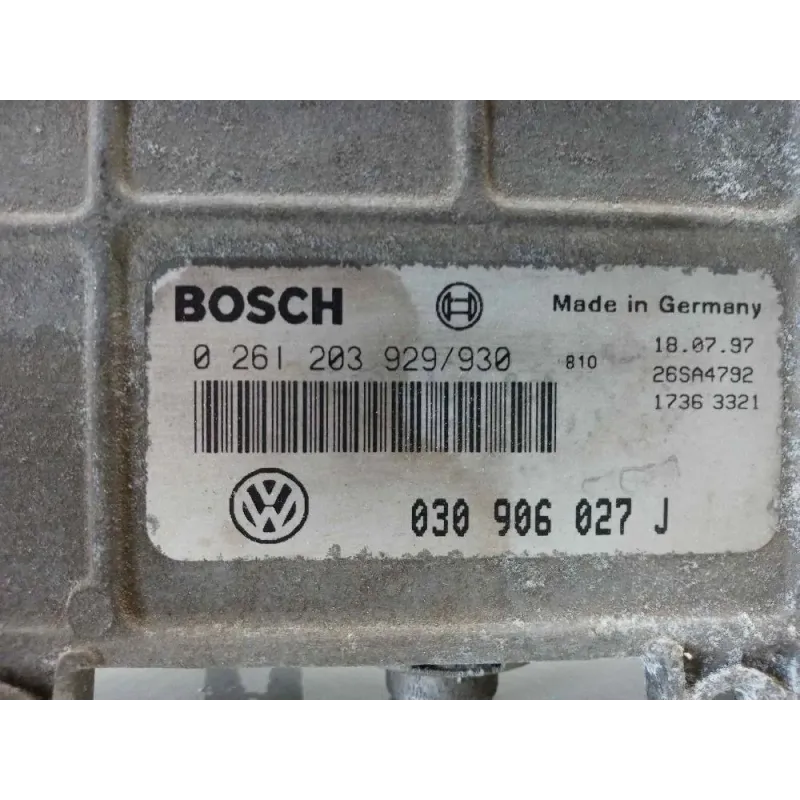 BOSCH
Made in Germany
0 261 203 929/930
810
18.07.97
26SA4792
1736 3321
VW
030 906 027 J